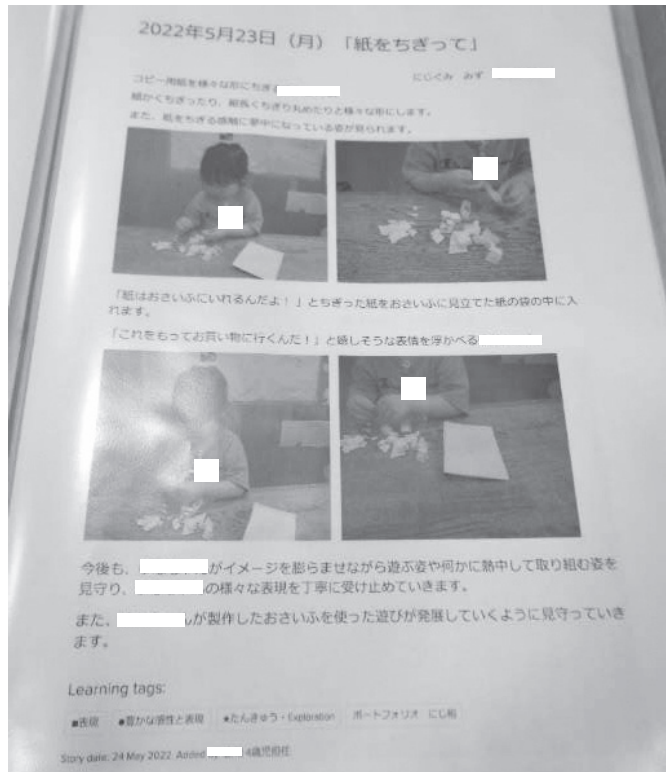 2022年5月23日（月）「紙をちぎって」
にじぐみ みず
コピー用紙を様々な形にちぎ
細かくちぎったり、細長くちぎり丸めたりと様々な形にします。
また、紙をちぎる感触に夢中になっている姿が見られます。
「紙はおさいふにいれるんだよ！」とちぎった紙をおさいふに見立てた紙の袋の中に入
れます。
「これをもってお買い物に行くんだ！」と嬉しそうな表情を浮かべる
今後も、がイメージを膨らませながら遊ぶ姿や何かに熱中して取り組む姿を
見守り、の様々な表現を丁寧に受け止めていきます。
また、んが製作したおさいふを使った遊びが発展していくように見守っていき
ます。
Learning tags:
■表現 ●豊かな感性と表現 ★たんきゅう・Exploration ポートフォリオ にじ組
Story date: 24 May 2022. Added 4歳児担任